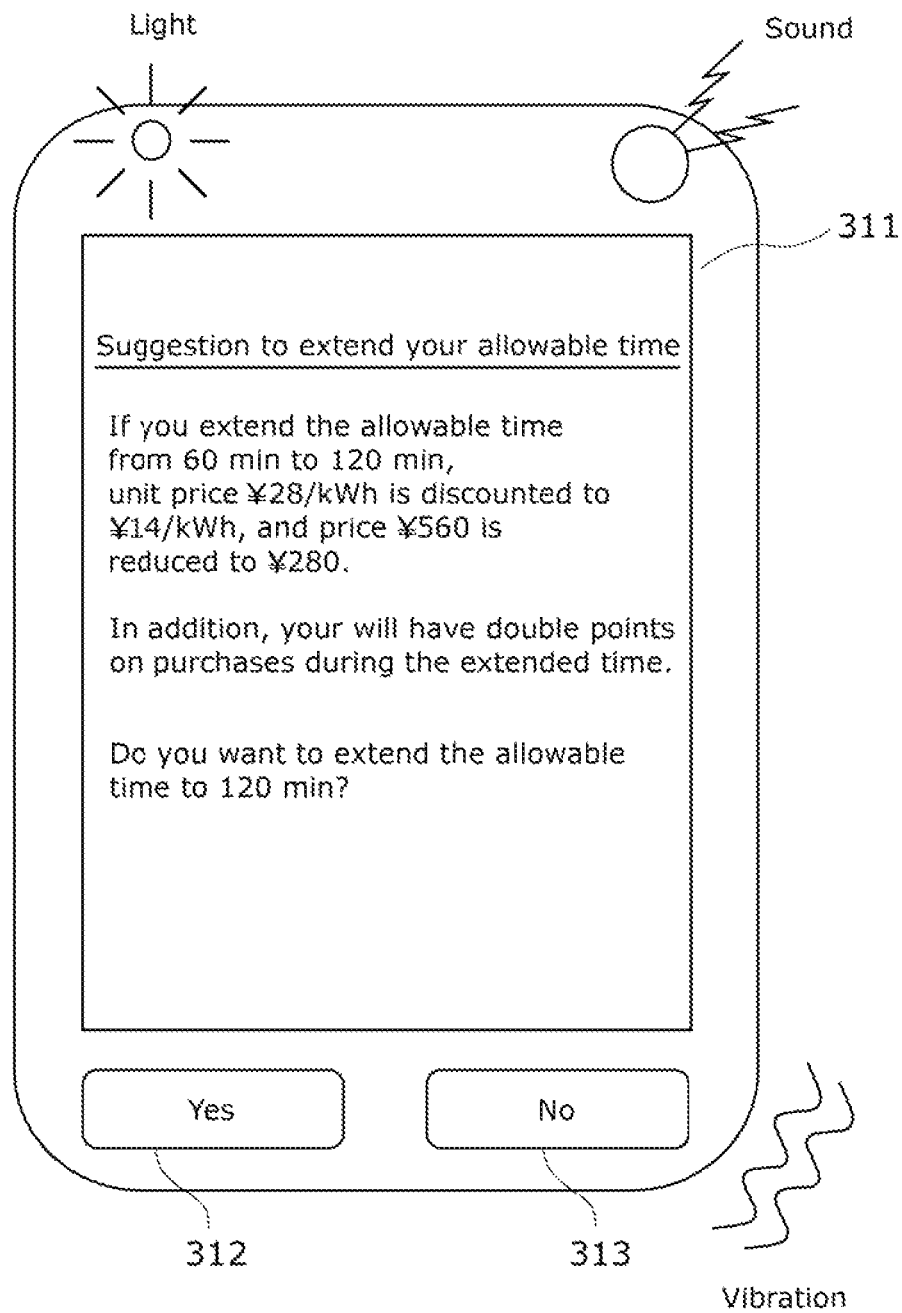 Light
Sound
311
Suggestion to extend your allowable time
If you extend the allowable time
from 60 min to 120 min,
unit price ¥28/kWh is discounted to
¥14/kWh, and price ¥560 is
reduced to ¥280.
In addition, your will have double points
on purchases during the extended time.
Do you want to extend the allowable
time to 120 min?
Yes
No
312
313
Vibration